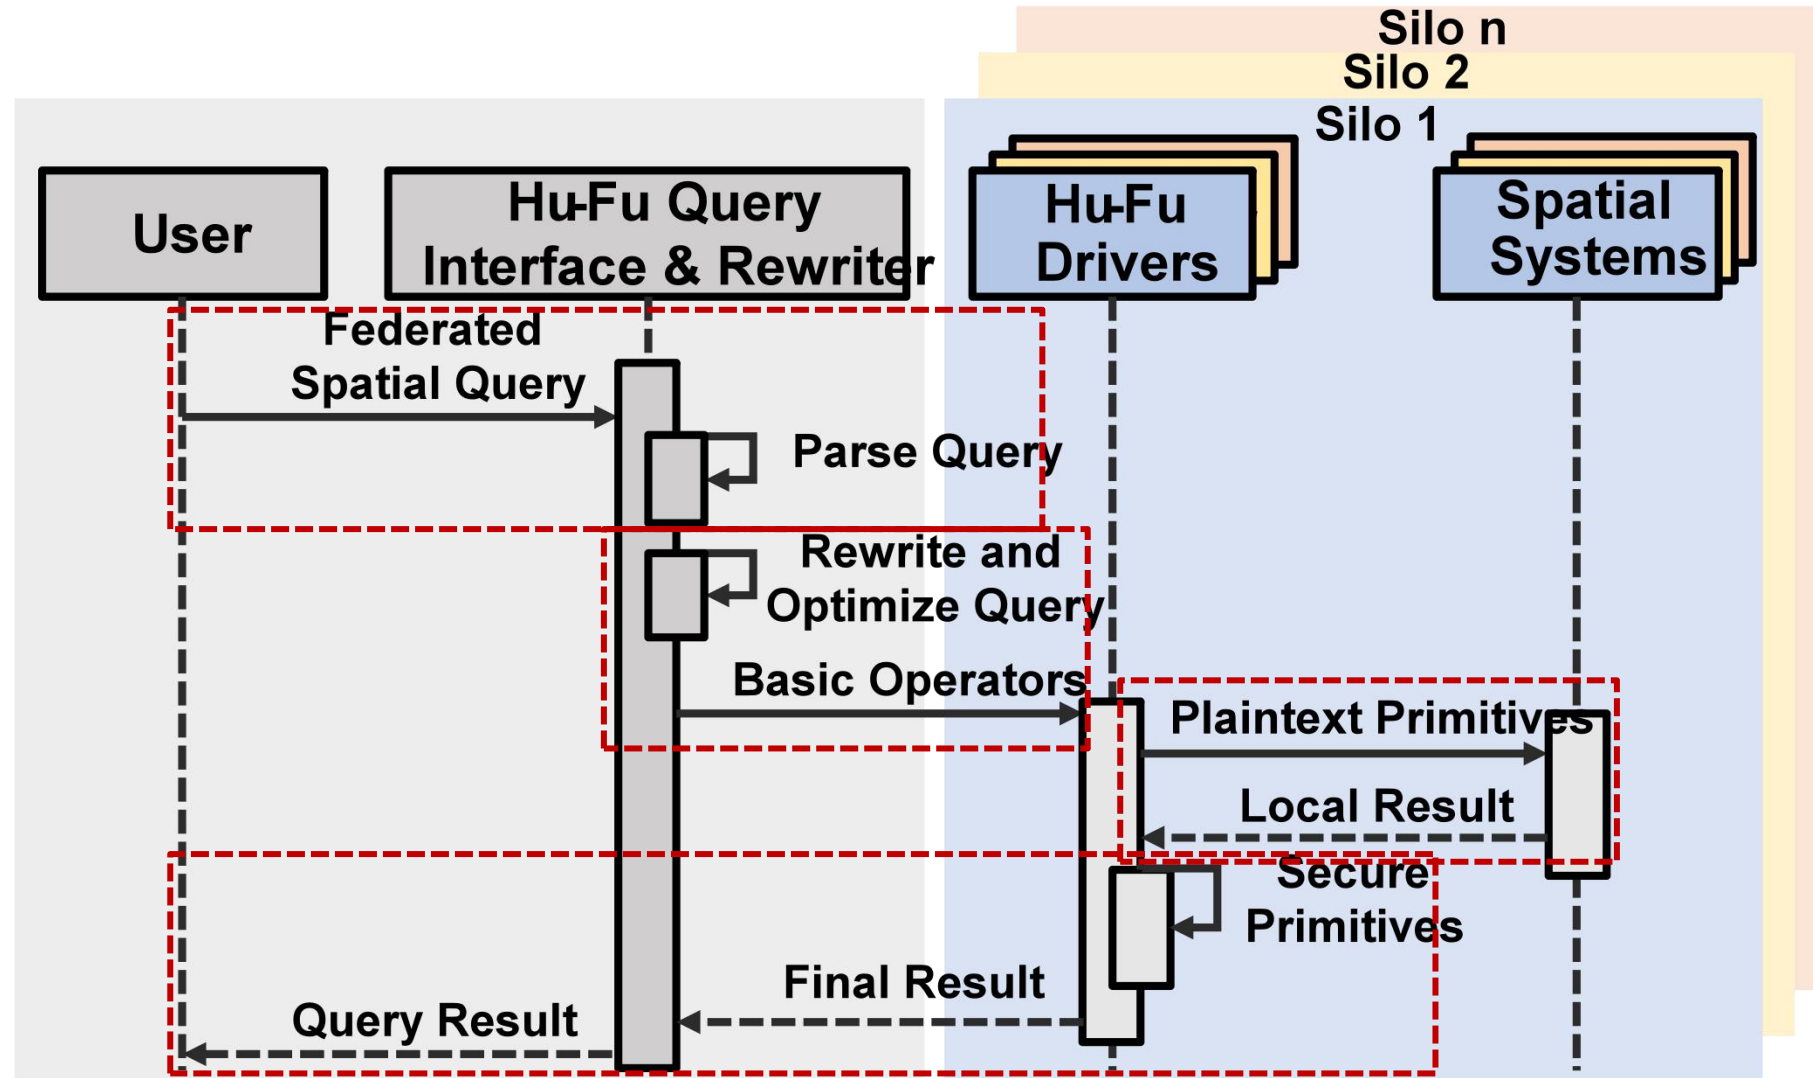 Silo n
Silo 2
Silo 1
User
Hu-Fu Query
Interface & Rewriter
Hu-Fu
Drivers
Spatial
Systems
Federated
Spatial Query
Parse Query
Rewrite and
Optimize Query
Basic Operators
Plaintext Primitives
Local Result
Secure
Primitives
Final Result
Query Result